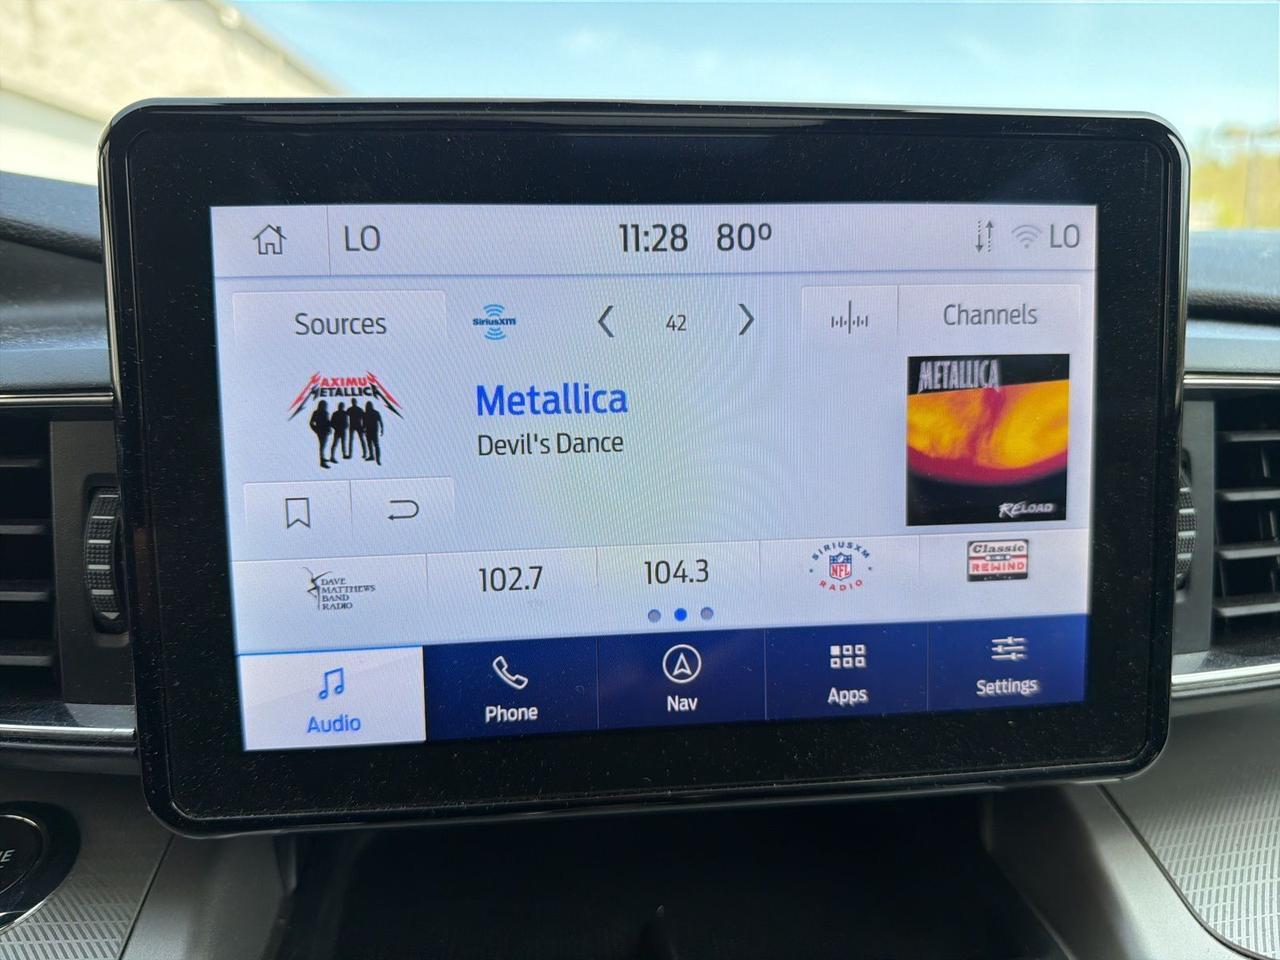 LO
11:28 80°
LO
Sources
SiriusXM
42
Channels
MAXIMUM
METALLICA
Metallica
Devil's Dance
METALLICA
RELOAD
DAVE
MATTHEWS
BAND
RADIO
102.7
104.3
SIRIUSXM
NFL
RADIO
Classic
REWIND
Audio
Phone
Nav
Apps
Settings